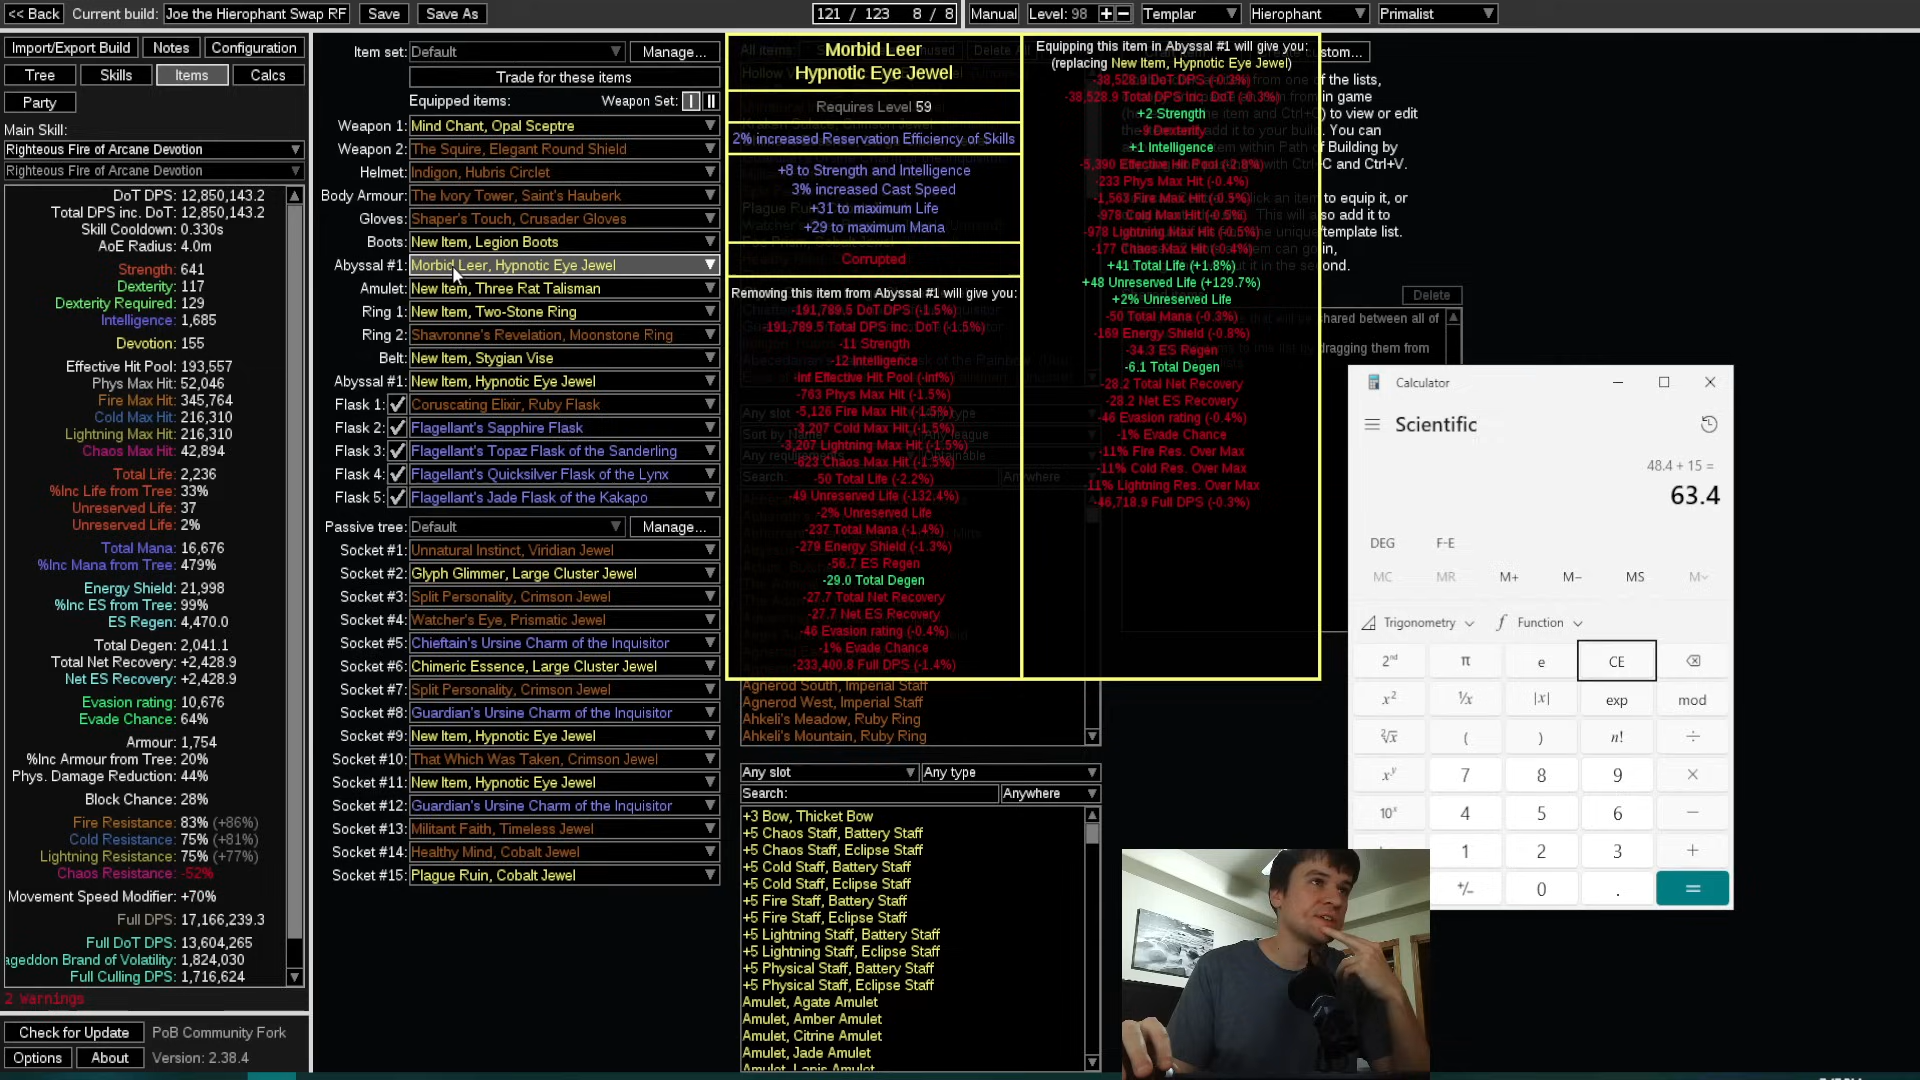 << Back
Current build:
Joe the Hierophant Swap RF
Save
Save As
121 / 123   8 / 8
Manual
Level: 98
Templar
Hierophant
Primalist
Import/Export Build
Notes
Configuration
Tree
Skills
Items
Calcs
Party
Main Skill:
Righteous Fire of Arcane Devotion
Righteous Fire of Arcane Devotion
DoT DPS: 12,850,143.2
Total DPS inc. DoT: 12,850,143.2
Skill Cooldown: 0.330s
AoE Radius: 4.0m
Strength: 641
Dexterity: 117
Dexterity Required: 129
Intelligence: 1,685
Devotion: 155
Effective Hit Pool: 193,557
Phys Max Hit: 52,046
Fire Max Hit: 345,764
Cold Max Hit: 216,310
Lightning Max Hit: 216,310
Chaos Max Hit: 42,894
Total Life: 2,236
%Inc Life from Tree: 33%
Unreserved Life: 37
Unreserved Life: 2%
Total Mana: 16,676
%Inc Mana from Tree: 479%
Energy Shield: 21,998
%Inc ES from Tree: 99%
ES Regen: 4,470.0
Total Degen: 2,041.1
Total Net Recovery: +2,428.9
Net ES Recovery: +2,428.9
Evasion rating: 10,676
Evade Chance: 64%
Armour: 1,754
%Inc Armour from Tree: 20%
Phys. Damage Reduction: 44%
Block Chance: 28%
Fire Resistance: 83% (+86%)
Cold Resistance: 75% (+81%)
Lightning Resistance: 75% (+77%)
Chaos Resistance: -52%
Movement Speed Modifier: +70%
Full DPS: 17,166,239.3
Full DoT DPS: 13,604,265
ageddon Brand of Volatility: 1,824,030
Full Culling DPS: 1,716,624
2 Warnings
Check for Update
PoB Community Fork
Options
About
Version: 2.38.4
Item set: Default
Manage...
Trade for these items
Equipped items:
Weapon Set: I II
Weapon 1: Mind Chant, Opal Sceptre
Weapon 2: The Squire, Elegant Round Shield
Helmet: Indigon, Hubris Circlet
Body Armour: The Ivory Tower, Saint's Hauberk
Gloves: Shaper's Touch, Crusader Gloves
Boots: New Item, Legion Boots
Abyssal #1: Morbid Leer, Hypnotic Eye Jewel
Amulet: New Item, Three Rat Talisman
Ring 1: New Item, Two-Stone Ring
Ring 2: Shavronne's Revelation, Moonstone Ring
Belt: New Item, Stygian Vise
Abyssal #1: New Item, Hypnotic Eye Jewel
Flask 1: Coruscating Elixir, Ruby Flask
Flask 2: Flagellant's Sapphire Flask
Flask 3: Flagellant's Topaz Flask of the Sanderling
Flask 4: Flagellant's Quicksilver Flask of the Lynx
Flask 5: Flagellant's Jade Flask of the Kakapo
Passive tree: Default
Manage...
Socket #1: Unnatural Instinct, Viridian Jewel
Socket #2: Glyph Glimmer, Large Cluster Jewel
Socket #3: Split Personality, Crimson Jewel
Socket #4: Watcher's Eye, Prismatic Jewel
Socket #5: Chieftain's Ursine Charm of the Inquisitor
Socket #6: Chimeric Essence, Large Cluster Jewel
Socket #7: Split Personality, Crimson Jewel
Socket #8: Guardian's Ursine Charm of the Inquisitor
Socket #9: New Item, Hypnotic Eye Jewel
Socket #10: That Which Was Taken, Crimson Jewel
Socket #11: New Item, Hypnotic Eye Jewel
Socket #12: Guardian's Ursine Charm of the Inquisitor
Socket #13: Militant Faith, Timeless Jewel
Socket #14: Healthy Mind, Cobalt Jewel
Socket #15: Plague Ruin, Cobalt Jewel
Morbid Leer
Hypnotic Eye Jewel
Requires Level 59
2% increased Reservation Efficiency of Skills
+8 to Strength and Intelligence
3% increased Cast Speed
+31 to maximum Life
+29 to maximum Mana
Corrupted
Removing this item from Abyssal #1 will give you:
-191,789.5 DoT DPS (-1.5%)
-191,789.5 Total DPS inc. DoT (-1.5%)
-11 Strength
-12 Intelligence
-inf Effective Hit Pool (-inf%)
-763 Phys Max Hit (-1.5%)
-5,126 Fire Max Hit (-1.5%)
-3,207 Cold Max Hit (-1.5%)
-3,207 Lightning Max Hit (-1.5%)
-623 Chaos Max Hit (-1.5%)
-50 Total Life (-2.2%)
-49 Unreserved Life (-132.4%)
-2% Unreserved Life
-237 Total Mana (-1.4%)
-279 Energy Shield (-1.3%)
-56.7 ES Regen
-29.0 Total Degen
-27.7 Total Net Recovery
-27.7 Net ES Recovery
-46 Evasion rating (-0.4%)
-1% Evade Chance
-233,400.8 Full DPS (-1.4%)
Equipping this item in Abyssal #1 will give you:
(replacing New Item, Hypnotic Eye Jewel)
-38,528.9 DoT DPS (-0.2%)
-38,528.9 Total DPS inc. DoT (-0.3%)
+2 Strength
-9 Dexterity
+1 Intelligence
-5,390 Effective Hit Pool (-2.8%)
-233 Phys Max Hit (-0.4%)
-1,563 Fire Max Hit (-0.5%)
-978 Cold Max Hit (-0.5%)
-978 Lightning Max Hit (-0.5%)
-177 Chaos Max Hit (-0.4%)
+41 Total Life (+1.8%)
+48 Unreserved Life (+129.7%)
+2% Unreserved Life
-50 Total Mana (-0.3%)
-169 Energy Shield (-0.8%)
-34.3 ES Regen
-6.1 Total Degen
-28.2 Total Net Recovery
-28.2 Net ES Recovery
-46 Evasion rating (-0.4%)
-1% Evade Chance
-11% Fire Res. Over Max
-11% Cold Res. Over Max
-11% Lightning Res. Over Max
-46,718.9 Full DPS (-0.3%)
Delete
Agnerod South, Imperial Staff
Agnerod West, Imperial Staff
Ahkeli's Meadow, Ruby Ring
Ahkeli's Mountain, Ruby Ring
Any slot
Any type
Search:
Anywhere
+3 Bow, Thicket Bow
+5 Chaos Staff, Battery Staff
+5 Chaos Staff, Eclipse Staff
+5 Cold Staff, Battery Staff
+5 Cold Staff, Eclipse Staff
+5 Fire Staff, Battery Staff
+5 Fire Staff, Eclipse Staff
+5 Lightning Staff, Battery Staff
+5 Lightning Staff, Eclipse Staff
+5 Physical Staff, Battery Staff
+5 Physical Staff, Eclipse Staff
Amulet, Agate Amulet
Amulet, Amber Amulet
Amulet, Citrine Amulet
Amulet, Jade Amulet
Amulet, Lapis Amulet
Calculator
Scientific
48.4 + 15 =
63.4
DEG F-E
MC MR M+ M− MS M˅
Trigonometry Function
2ⁿᵈ π e CE
x² ¹/x |x| exp mod
²√x ( ) n! ÷
xʸ 7 8 9 ×
10ˣ 4 5 6 −
1 2 3 +
+/− 0 . =